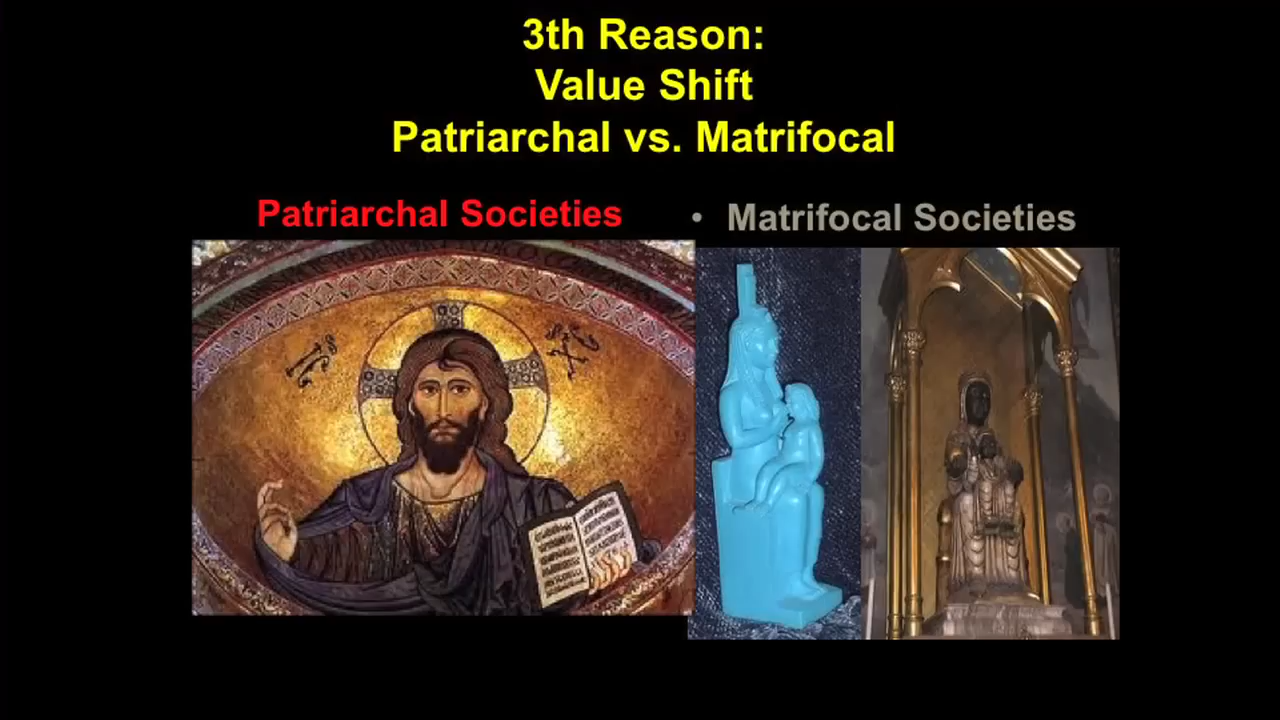 3th Reason:
Value Shift
Patriarchal vs. Matrifocal
Patriarchal Societies
• Matrifocal Societies